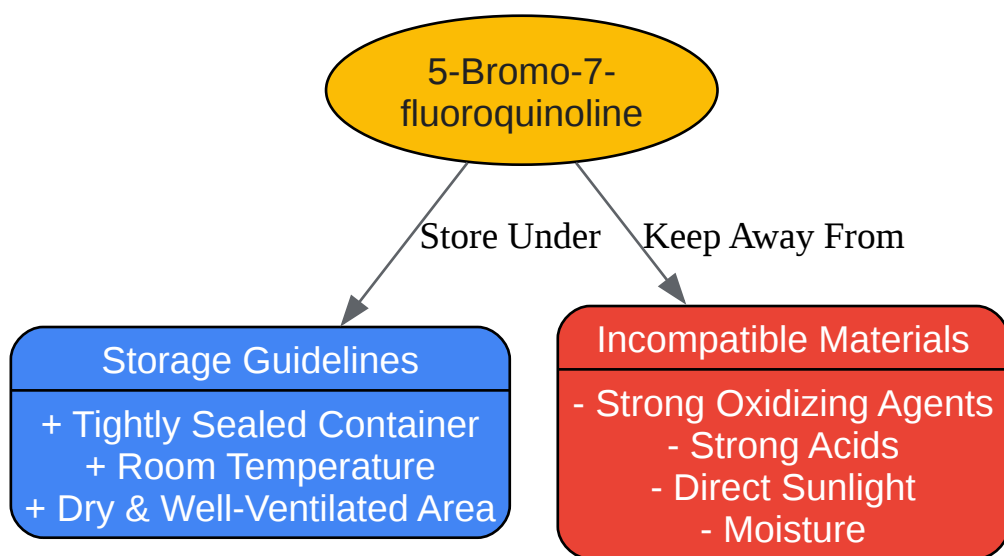 5-Bromo-7-
fluoroquinoline
Store Under
Keep Away From
Storage Guidelines
+ Tightly Sealed Container
+ Room Temperature
+ Dry & Well-Ventilated Area
Incompatible Materials
- Strong Oxidizing Agents
- Strong Acids
- Direct Sunlight
- Moisture